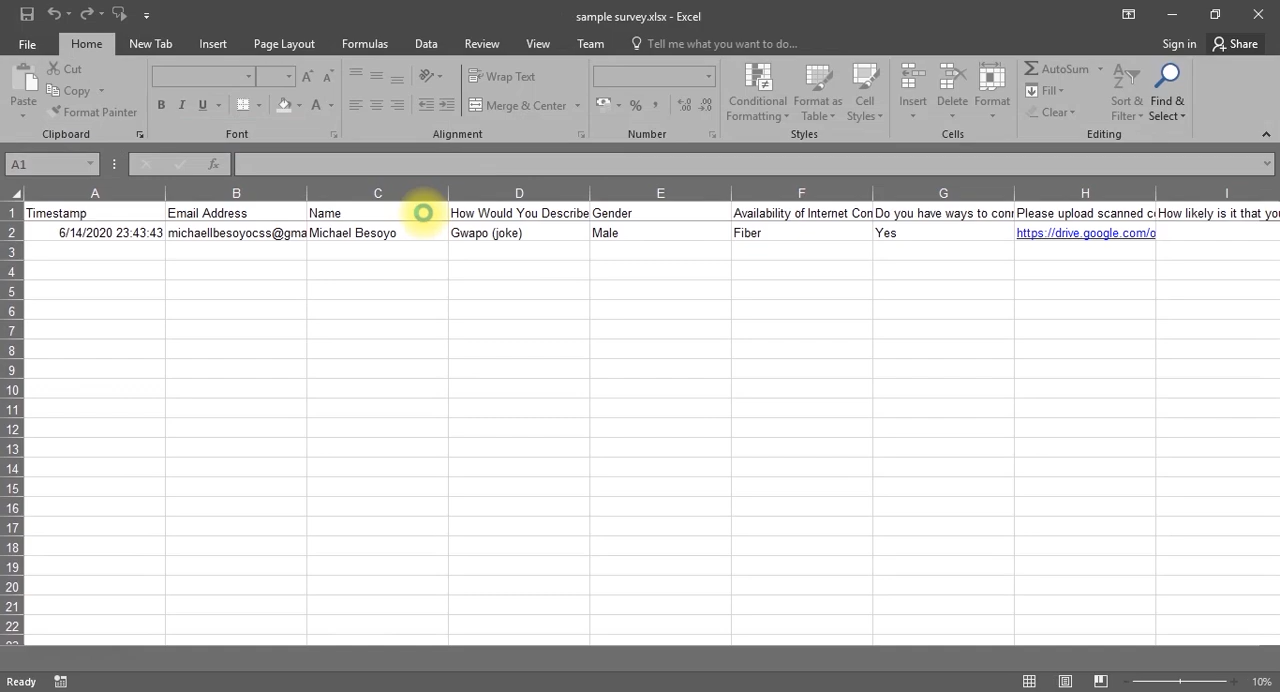 sample survey.xlsx - Excel
File Home New Tab Insert Page Layout Formulas Data Review View Team Tell me what you want to do... Sign in Share
Paste Cut Copy Format Painter Clipboard
B I U A Font
Wrap Text Merge & Center Alignment
% , Number
Conditional Formatting Format as Table Cell Styles Styles
Insert Delete Format Cells
AutoSum Fill Clear Sort & Filter Find & Select Editing
A1 fx
A B C D E F G H I
1 Timestamp Email Address Name How Would You Describe Gender Availability of Internet Con Do you have ways to con Please upload scanned c How likely is it that yo
2 6/14/2020 23:43:43 michaellbesoyocss@gma Michael Besoyo Gwapo (joke) Male Fiber Yes https://drive.google.com/o
3
4
5
6
7
8
9
10
11
12
13
14
15
16
17
18
19
20
21
22
Ready 10%